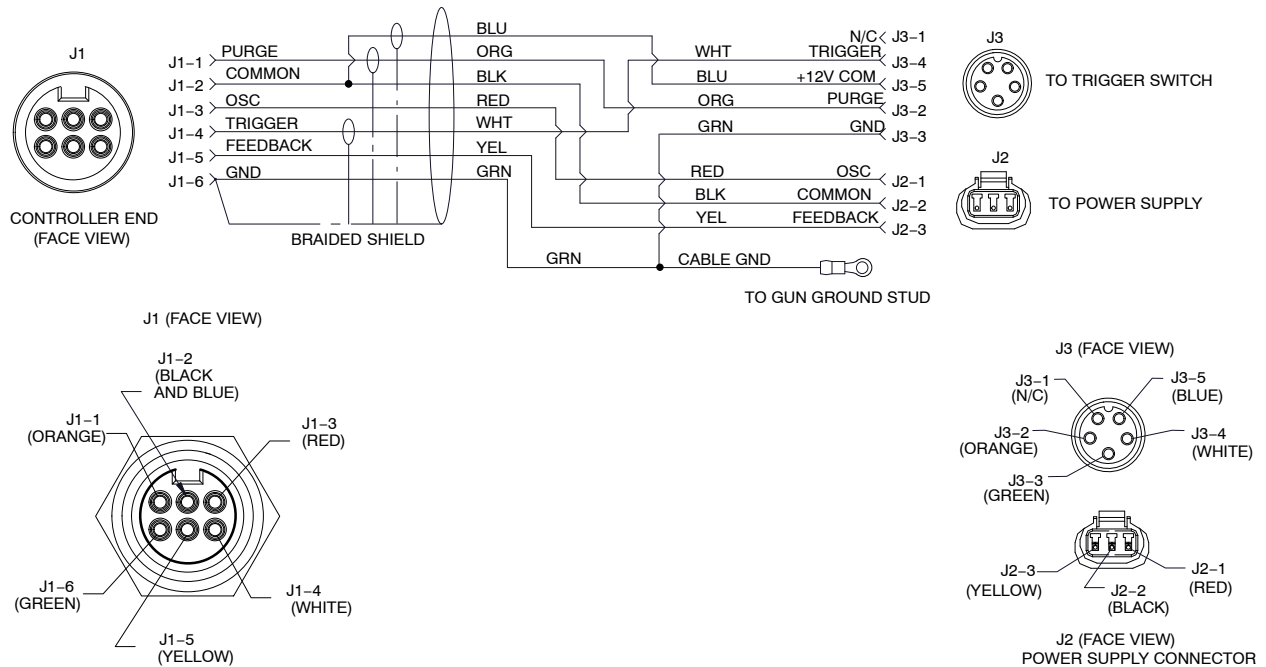 J1
CONTROLLER END
(FACE VIEW)
J1–1 PURGE ORG
J1–2 COMMON BLU BLK
J1–3 OSC RED
J1–4 TRIGGER WHT
J1–5 FEEDBACK YEL
J1–6 GND GRN
BRAIDED SHIELD
N/C J3–1
WHT TRIGGER J3–4
BLU +12V COM J3–5
ORG PURGE J3–2
GRN GND J3–3
RED OSC J2–1
BLK COMMON J2–2
YEL FEEDBACK J2–3
GRN CABLE GND
TO GUN GROUND STUD
J3
TO TRIGGER SWITCH
J2
TO POWER SUPPLY
J1 (FACE VIEW)
J1–2
(BLACK
AND BLUE)
J1–1
(ORANGE)
J1–3
(RED)
J1–6
(GREEN)
J1–4
(WHITE)
J1–5
(YELLOW)
J3 (FACE VIEW)
J3–1
(N/C)
J3–5
(BLUE)
J3–2
(ORANGE)
J3–4
(WHITE)
J3–3
(GREEN)
J2–3
(YELLOW)
J2–2
(BLACK)
J2–1
(RED)
J2 (FACE VIEW)
POWER SUPPLY CONNECTOR